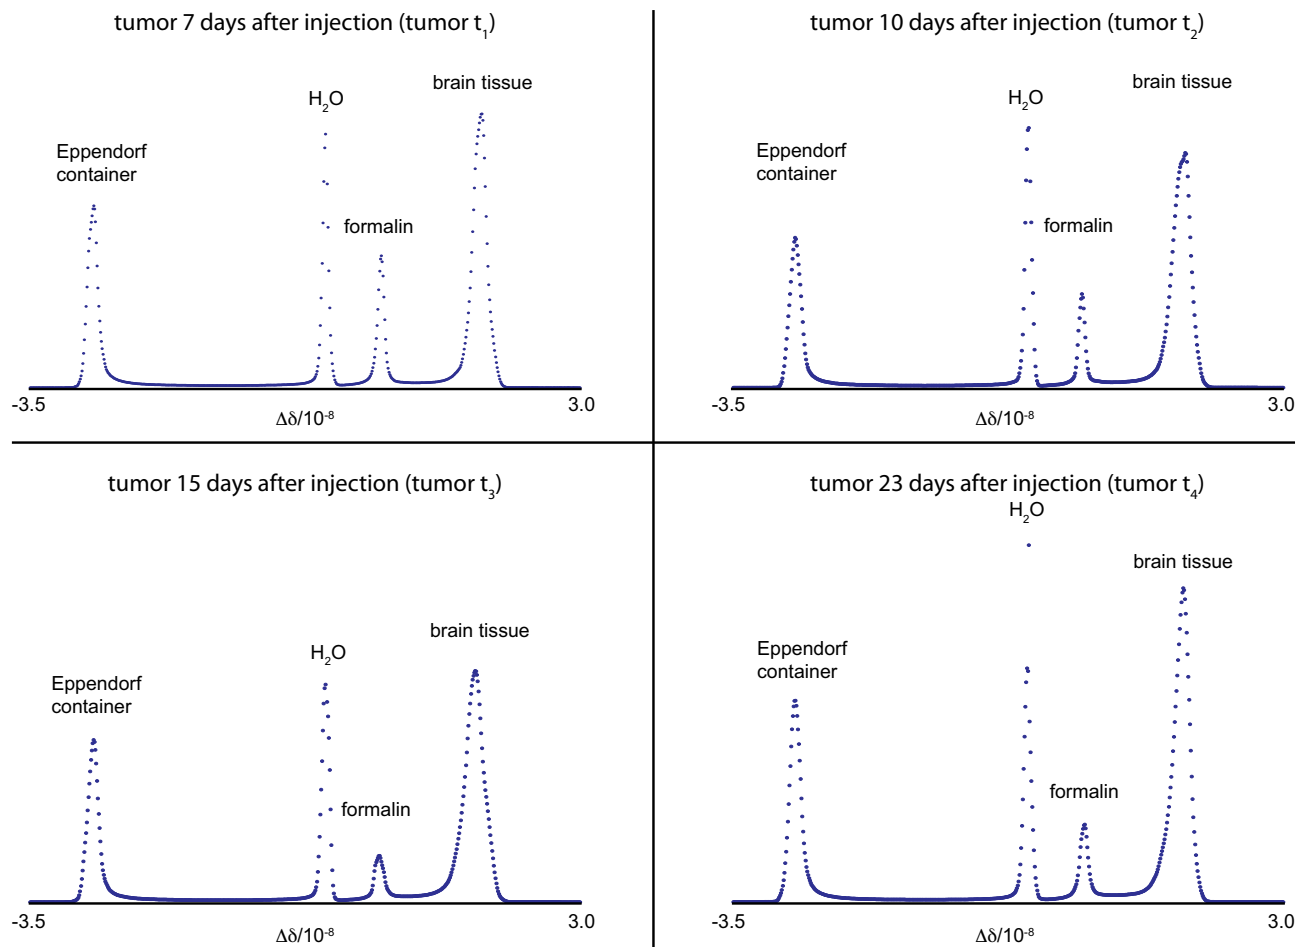 tumor 7 days after injection (tumor t₁)
H₂O
brain tissue
Eppendorf
container
formalin
-3.5
3.0
Δδ/10⁻⁸
tumor 10 days after injection (tumor t₂)
H₂O
brain tissue
Eppendorf
container
formalin
-3.5
3.0
Δδ/10⁻⁸
tumor 15 days after injection (tumor t₃)
H₂O
brain tissue
Eppendorf
container
formalin
-3.5
3.0
Δδ/10⁻⁸
tumor 23 days after injection (tumor t₄)
H₂O
brain tissue
Eppendorf
container
formalin
-3.5
3.0
Δδ/10⁻⁸